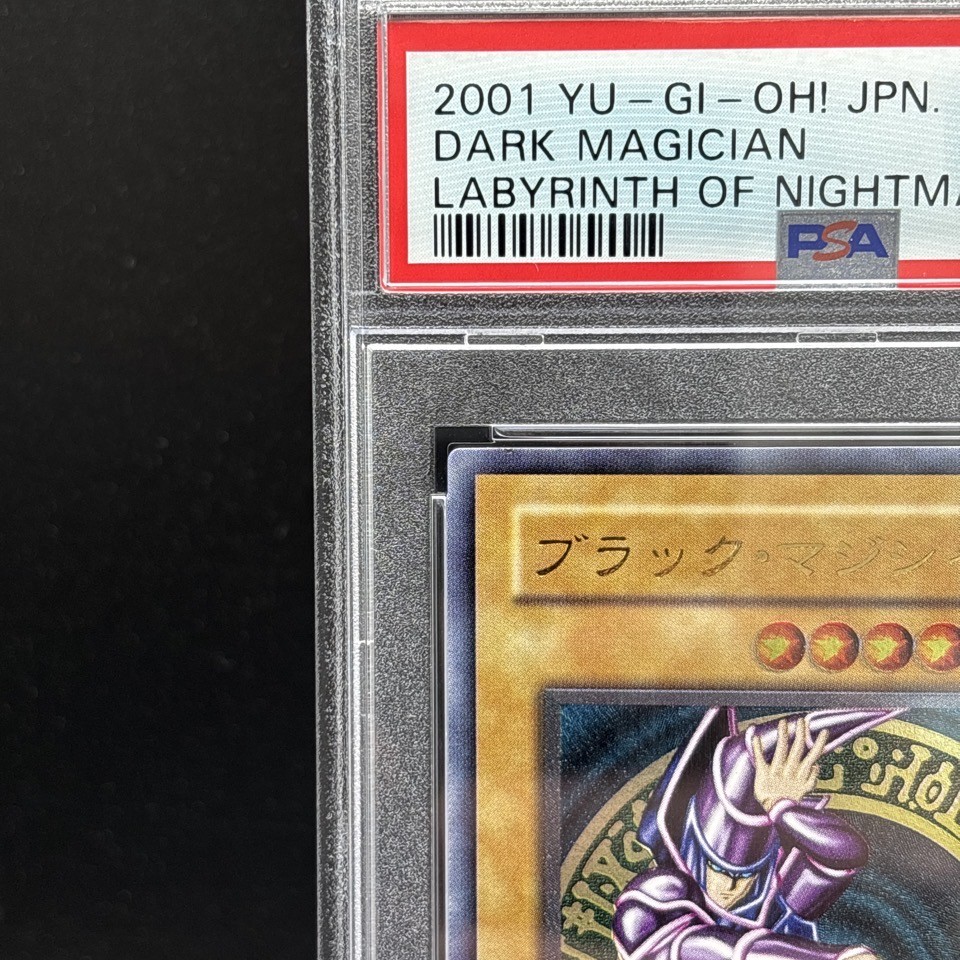 2001 YU-GI-OH! JPN.
DARK MAGICIAN
LABYRINTH OF NIGHTMA
PSA
ブラック・マジシ